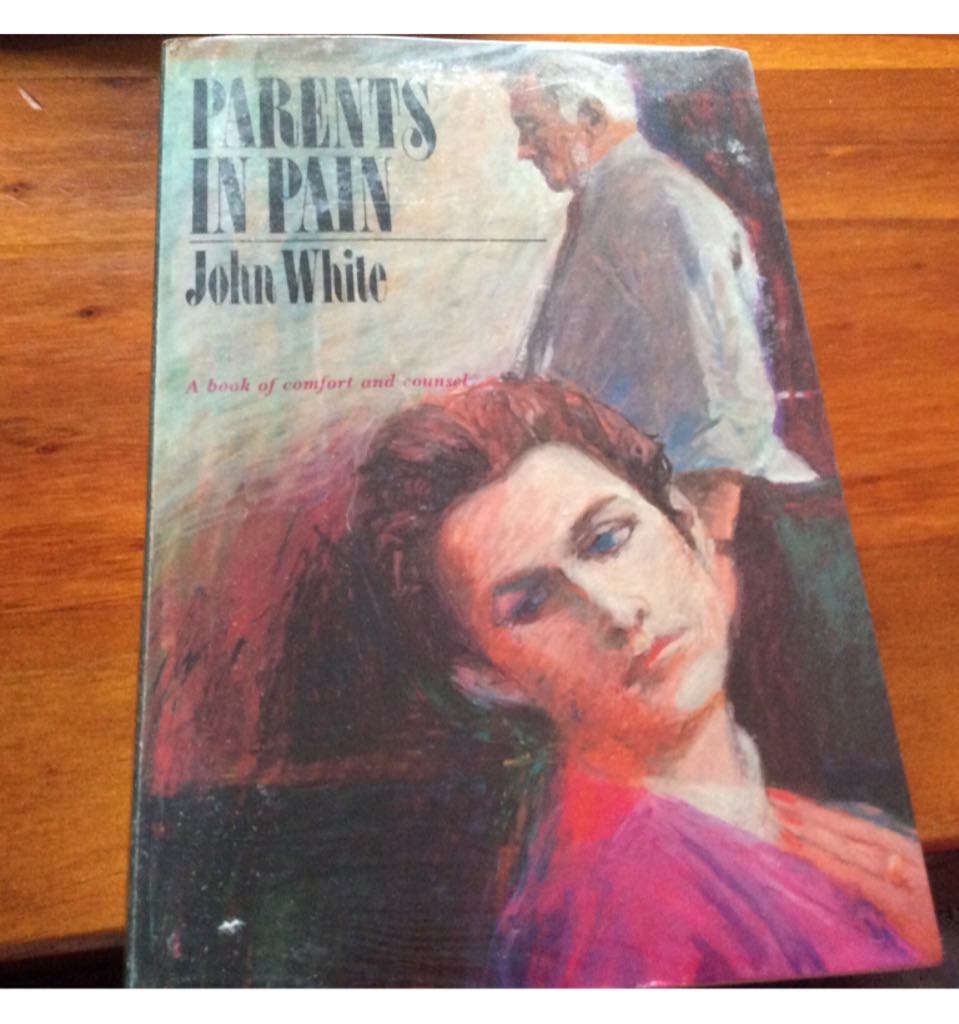 PARENTS
IN PAIN
John White
A book of comfort and counsel